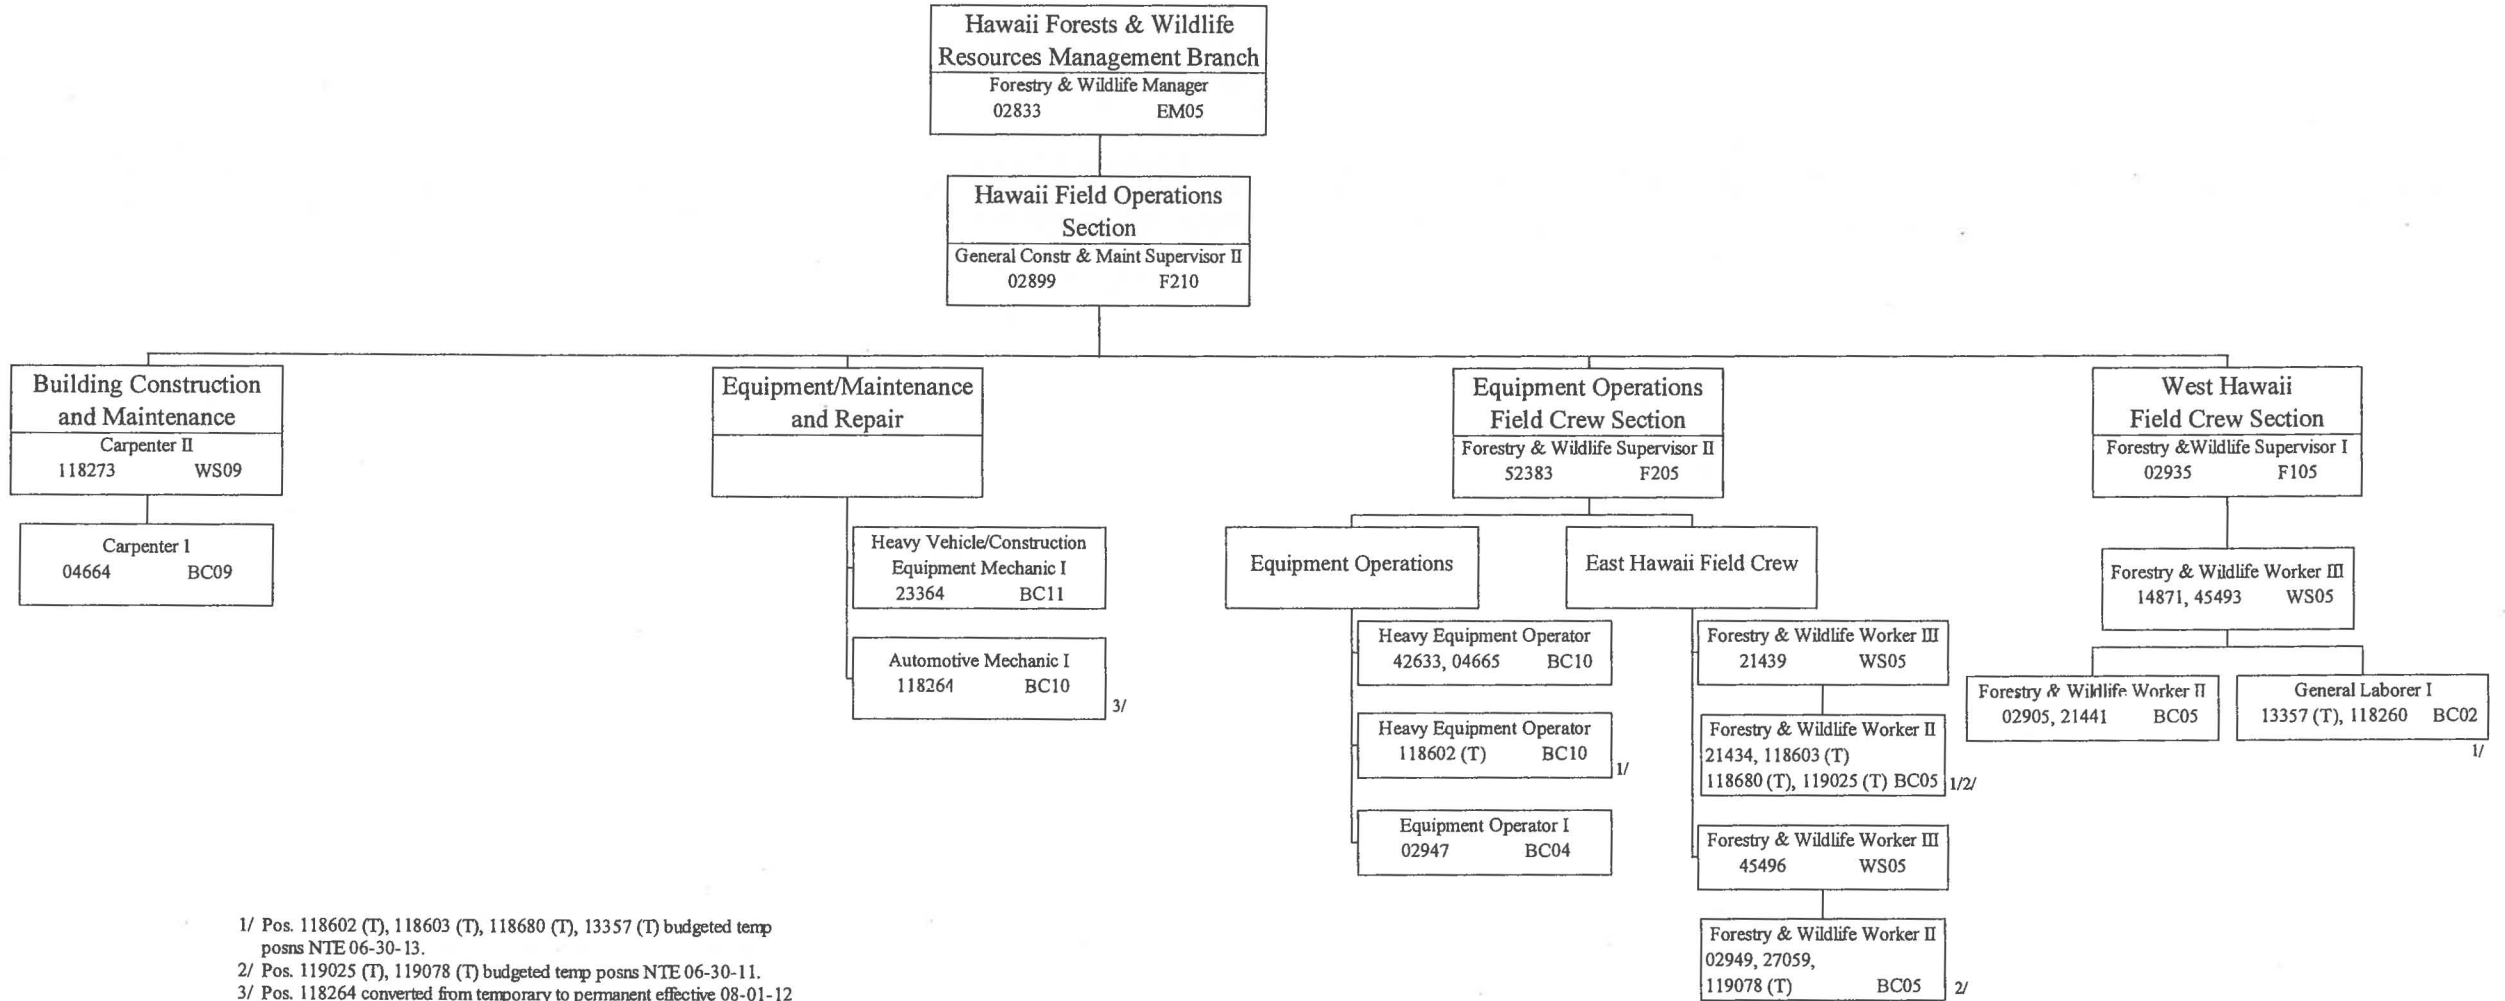 Hawaii Forests & Wildlife
Resources Management Branch
Forestry & Wildlife Manager
02833 EM05
Hawaii Field Operations
Section
General Constr & Maint Supervisor II
02899 F210
Building Construction
and Maintenance
Carpenter II
118273 WS09
Carpenter 1
04664 BC09
Equipment/Maintenance
and Repair
Heavy Vehicle/Construction
Equipment Mechanic I
23364 BC11
Automotive Mechanic I
118264 BC10
3/
Equipment Operations
Field Crew Section
Forestry & Wildlife Supervisor II
52383 F205
Equipment Operations
Heavy Equipment Operator
42633, 04665 BC10
Heavy Equipment Operator
118602 (T) BC10
1/
Equipment Operator I
02947 BC04
East Hawaii Field Crew
Forestry & Wildlife Worker III
21439 WS05
Forestry & Wildlife Worker II
21434, 118603 (T)
118680 (T), 119025 (T) BC05
1/2/
Forestry & Wildlife Worker III
45496 WS05
Forestry & Wildlife Worker II
02949, 27059,
119078 (T) BC05
2/
West Hawaii
Field Crew Section
Forestry &Wildlife Supervisor I
02935 F105
Forestry & Wildlife Worker III
14871, 45493 WS05
Forestry & Wildlife Worker II
02905, 21441 BC05
General Laborer I
13357 (T), 118260 BC02
1/
1/ Pos. 118602 (T), 118603 (T), 118680 (T), 13357 (T) budgeted temp
posns NTE 06-30-13.
2/ Pos. 119025 (T), 119078 (T) budgeted temp posns NTE 06-30-11.
3/ Pos. 118264 converted from temporary to permanent effective 08-01-12